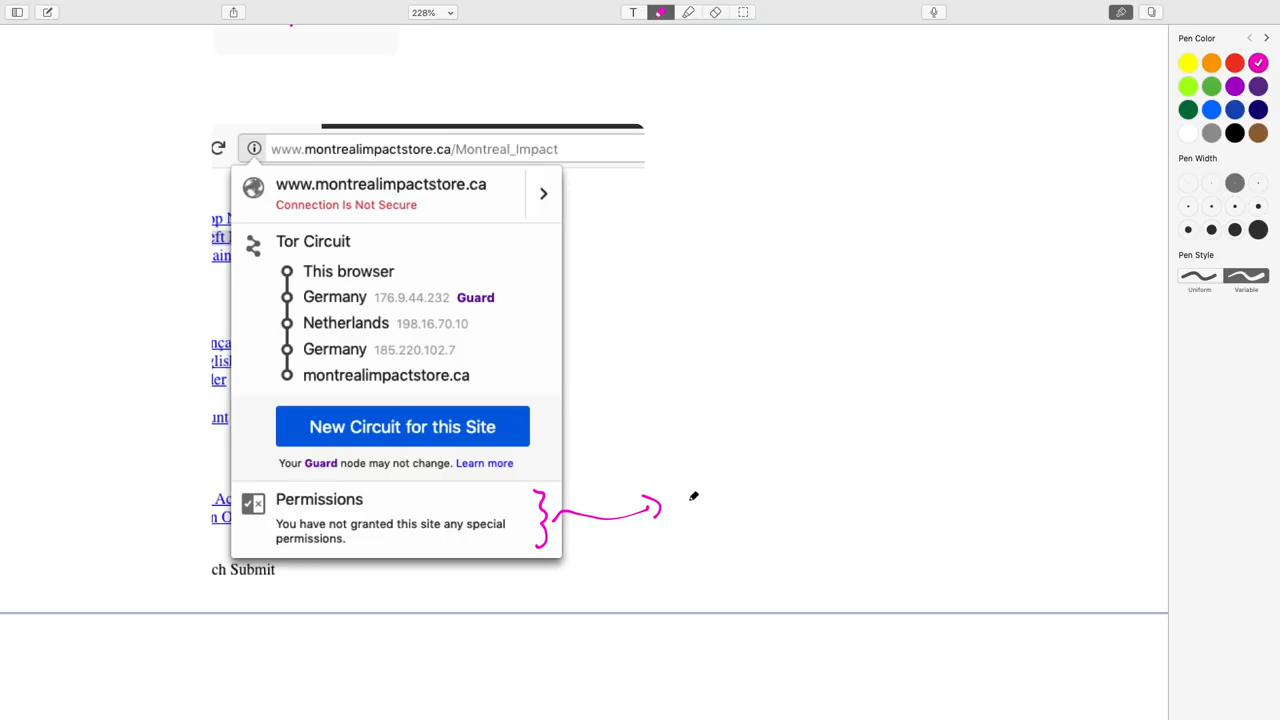 228%
T
Pen Color
www.montrealimpactstore.ca/Montreal_Impact
www.montrealimpactstore.ca
Connection Is Not Secure
Pen Width
Tor Circuit
This browser
Germany 176.9.44.232 Guard
Netherlands 198.16.70.10
Germany 185.220.102.7
montrealimpactstore.ca
Pen Style
Uniform Variable
New Circuit for this Site
Your Guard node may not change. Learn more
Permissions
You have not granted this site any special
permissions.
ch Submit